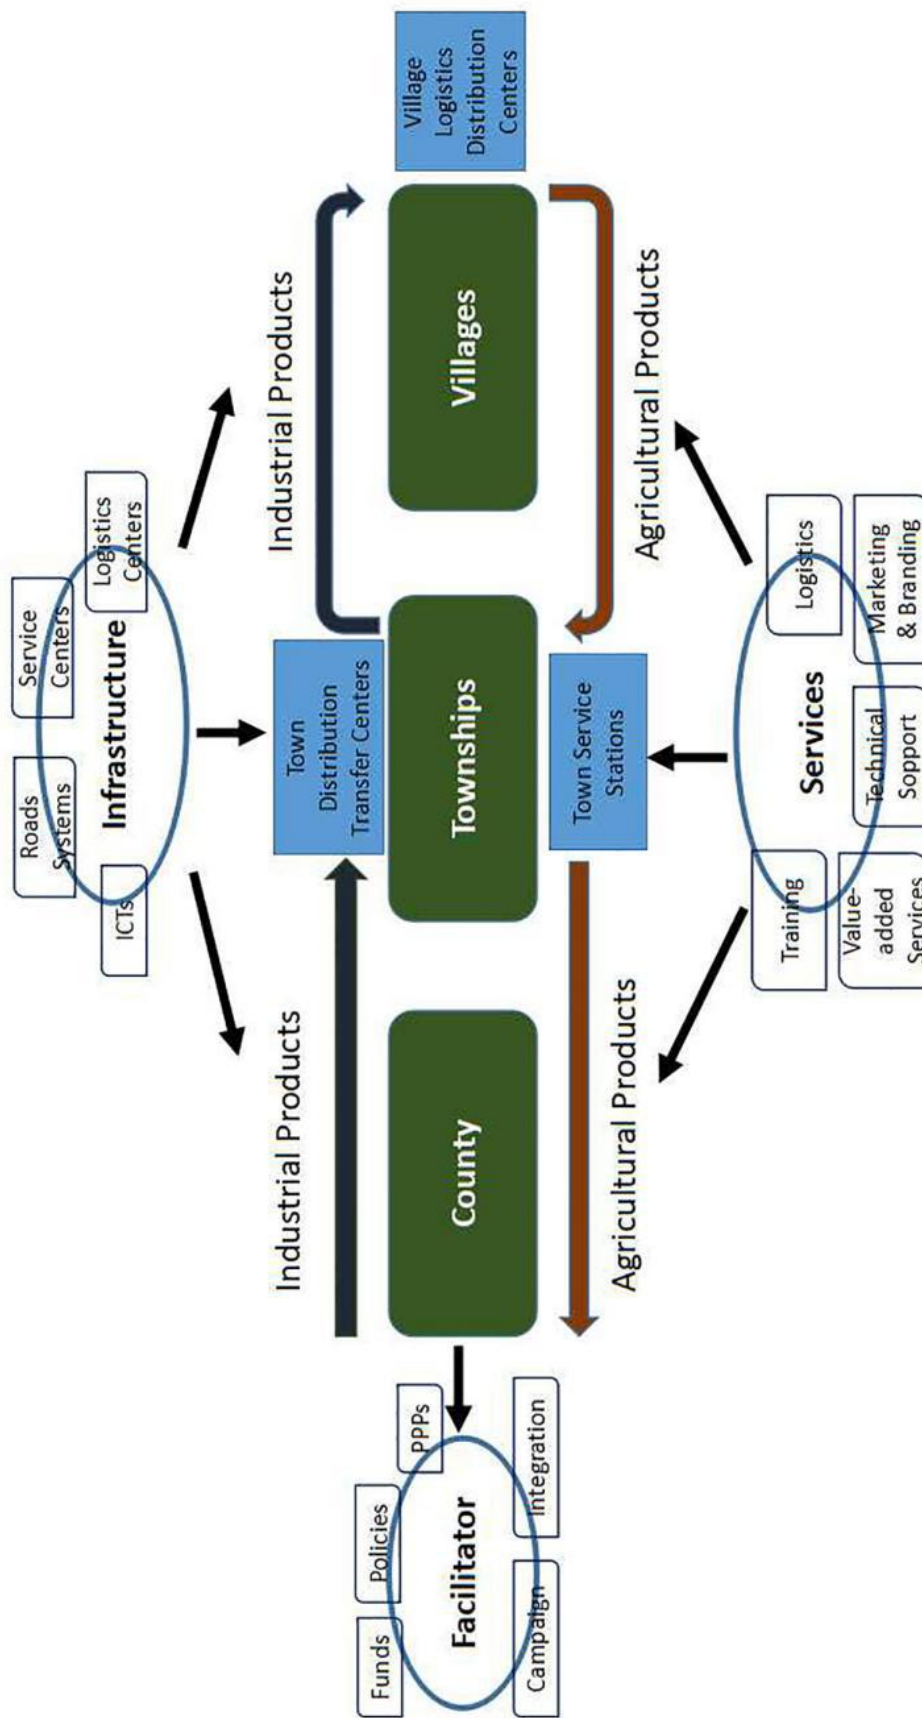 Roads
Systems
Service
Centers
ICTs
Infrastructure
Logistics
Centers
Industrial Products
Industrial Products
Town
Distribution
Transfer Centers
Funds
Policies
PPPs
Facilitator
Campaign
Integration
County
Townships
Villages
Village
Logistics
Distribution
Centers
Town Service
Stations
Agricultural Products
Agricultural Products
Training
Services
Logistics
Value-
added
Services
Technical
Sopport
Marketing
& Branding